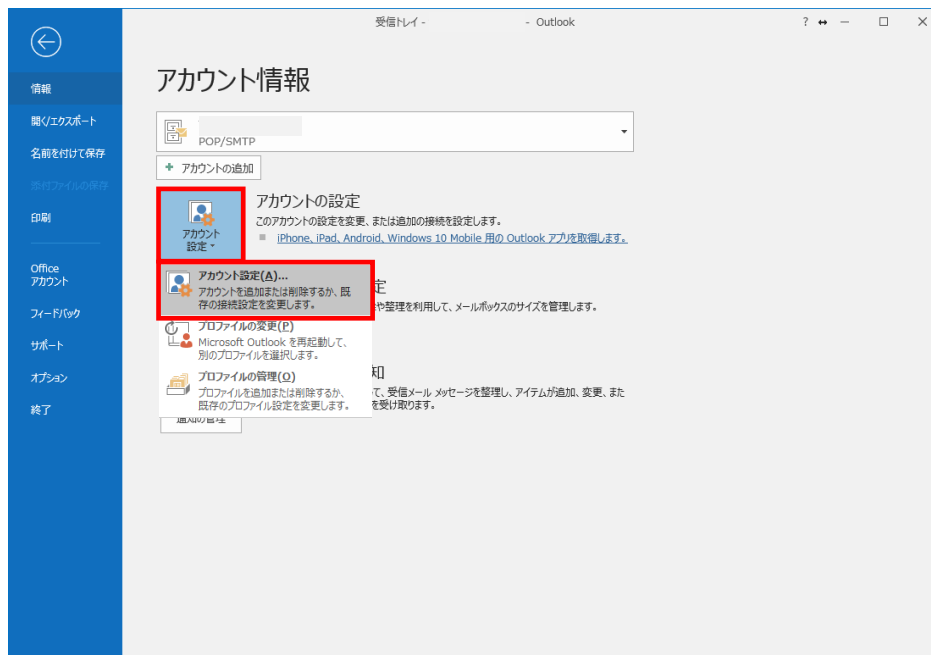 受信トレイ -  - Outlook
?
アカウント情報
情報
開く/エクスポート
名前を付けて保存
添付ファイルの保存
印刷
Office
アカウント
フィードバック
サポート
オプション
終了
POP/SMTP
+ アカウントの追加
アカウント
設定
アカウントの設定
このアカウントの設定を変更、または追加の接続を設定します。
iPhone、iPad、Android、Windows 10 Mobile 用の Outlook アプリを取得します。
アカウント設定(A)...
アカウントを追加または削除するか、既
存の接続設定を変更します。
プロファイルの変更(P)
Microsoft Outlook を再起動して、
別のプロファイルを選択します。
プロファイルの管理(O)
プロファイルを追加または削除するか、
既存のプロファイル設定を変更します。
定
や整理を利用して、メールボックスのサイズを管理します。
知
て、受信メール メッセージを整理し、アイテムが追加、変更、また
を受け取ります。
通知の管理